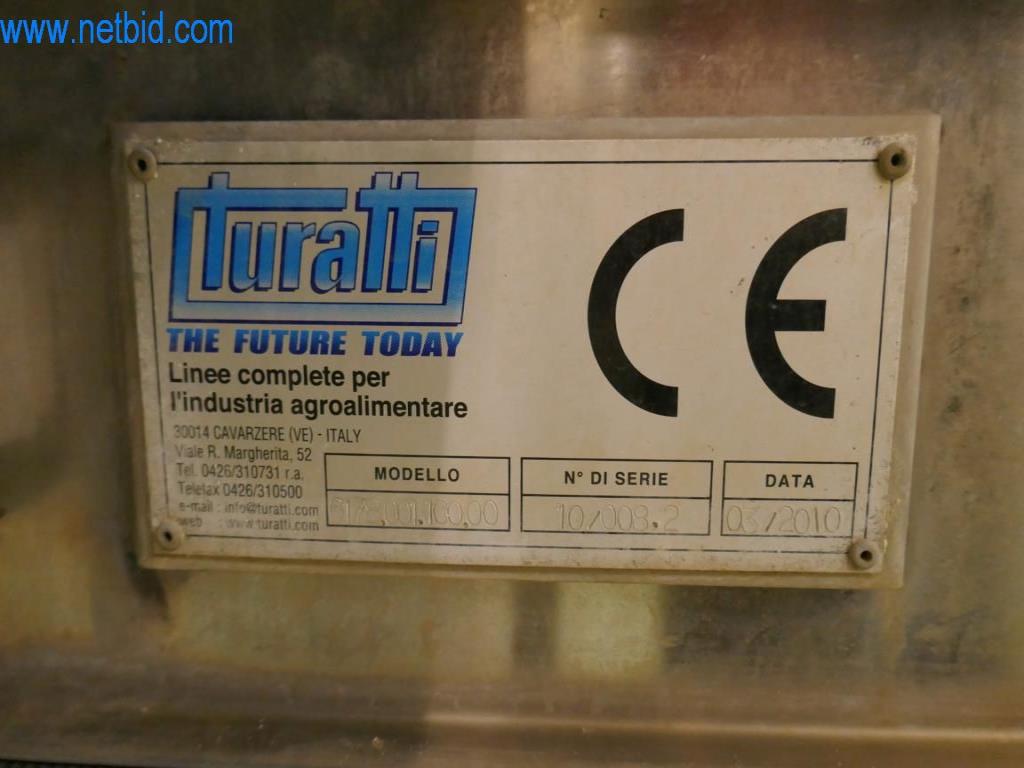 www.netbid.com
turatti
THE FUTURE TODAY
Linee complete per
l'industria agroalimentare
30014 CAVARZERE (VE) - ITALY
Viale R. Margherita, 52
Tel. 0426/310731 r.a.
Telefax 0426/310500
e-mail : info@turatti.com
web : www.turatti.com
CE
MODELLO
N° DI SERIE
10/008.2
DATA
03/2010